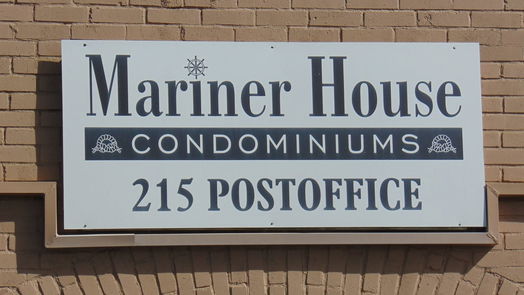 Mariner House
CONDOMINIUMS
215 POSTOFFICE